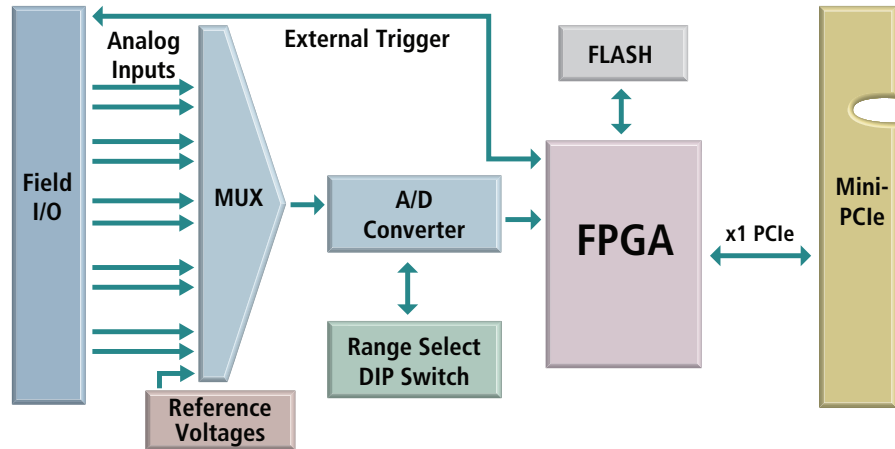 Analog
Inputs
External Trigger
FLASH
Field
I/O
MUX
A/D
Converter
FPGA
x1 PCIe
Mini-
PCIe
Range Select
DIP Switch
Reference
Voltages